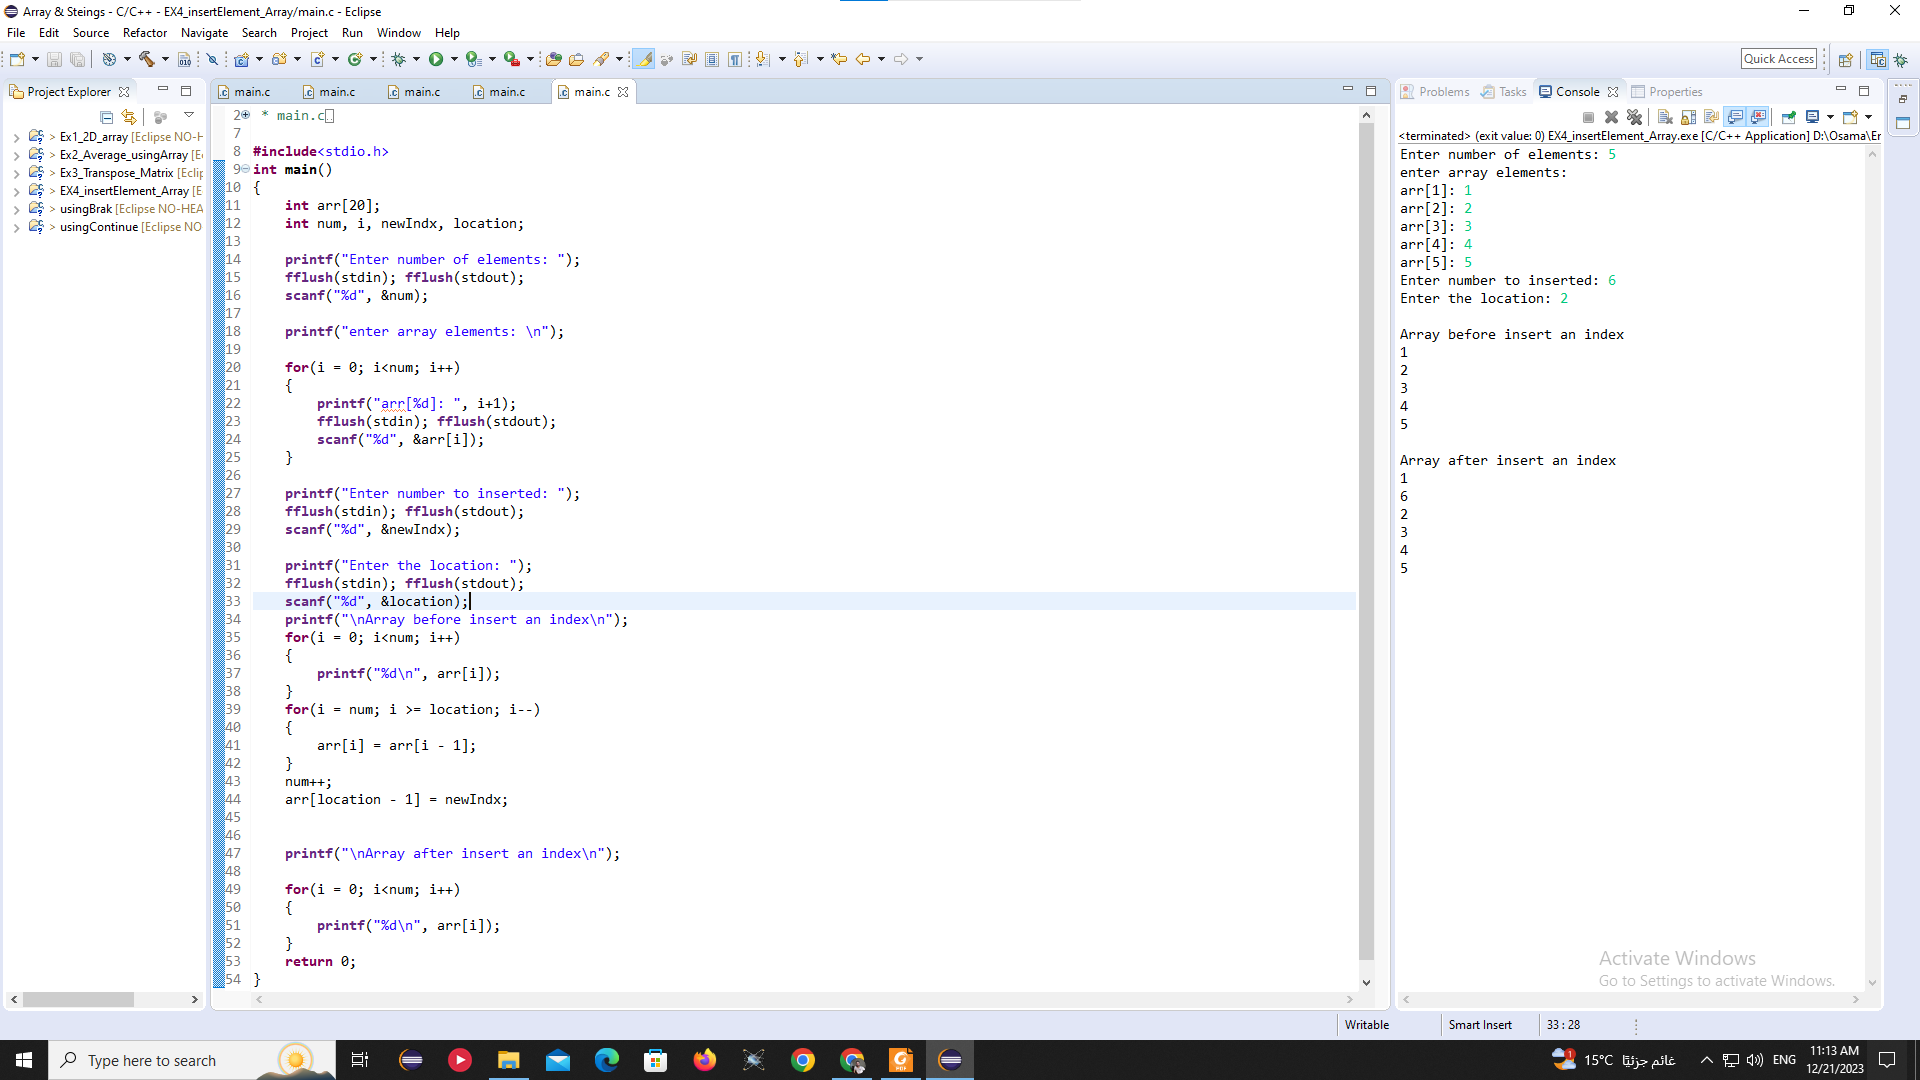 Array & Steings - C/C++ - EX4_insertElement_Array/main.c - Eclipse
File Edit Source Refactor Navigate Search Project Run Window Help
Quick Access
Project Explorer
Ex1_2D_array [Eclipse NO-H
Ex2_Average_usingArray [E
Ex3_Transpose_Matrix [Eclip
EX4_insertElement_Array [E
usingBrak [Eclipse NO-HEA
usingContinue [Eclipse NO
main.c main.c main.c main.c main.c
2 * main.c
7
8 #include<stdio.h>
9 int main()
10 {
11 int arr[20];
12 int num, i, newIndx, location;
13
14 printf("Enter number of elements: ");
15 fflush(stdin); fflush(stdout);
16 scanf("%d", &num);
17
18 printf("enter array elements: \n");
19
20 for(i = 0; i<num; i++)
21 {
22 printf("arr[%d]: ", i+1);
23 fflush(stdin); fflush(stdout);
24 scanf("%d", &arr[i]);
25 }
26
27 printf("Enter number to inserted: ");
28 fflush(stdin); fflush(stdout);
29 scanf("%d", &newIndx);
30
31 printf("Enter the location: ");
32 fflush(stdin); fflush(stdout);
33 scanf("%d", &location);
34 printf("\nArray before insert an index\n");
35 for(i = 0; i<num; i++)
36 {
37 printf("%d\n", arr[i]);
38 }
39 for(i = num; i >= location; i--)
40 {
41 arr[i] = arr[i - 1];
42 }
43 num++;
44 arr[location - 1] = newIndx;
45
46
47 printf("\nArray after insert an index\n");
48
49 for(i = 0; i<num; i++)
50 {
51 printf("%d\n", arr[i]);
52 }
53 return 0;
54 }
Problems Tasks Console Properties
<terminated> (exit value: 0) EX4_insertElement_Array.exe [C/C++ Application] D:\Osama\Er
Enter number of elements: 5
enter array elements:
arr[1]: 1
arr[2]: 2
arr[3]: 3
arr[4]: 4
arr[5]: 5
Enter number to inserted: 6
Enter the location: 2
Array before insert an index
1
2
3
4
5
Array after insert an index
1
6
2
3
4
5
Activate Windows
Go to Settings to activate Windows.
Writable Smart Insert 33 : 28
Type here to search
1 15°C غائم جزئيًا ENG 11:13 AM
12/21/2023